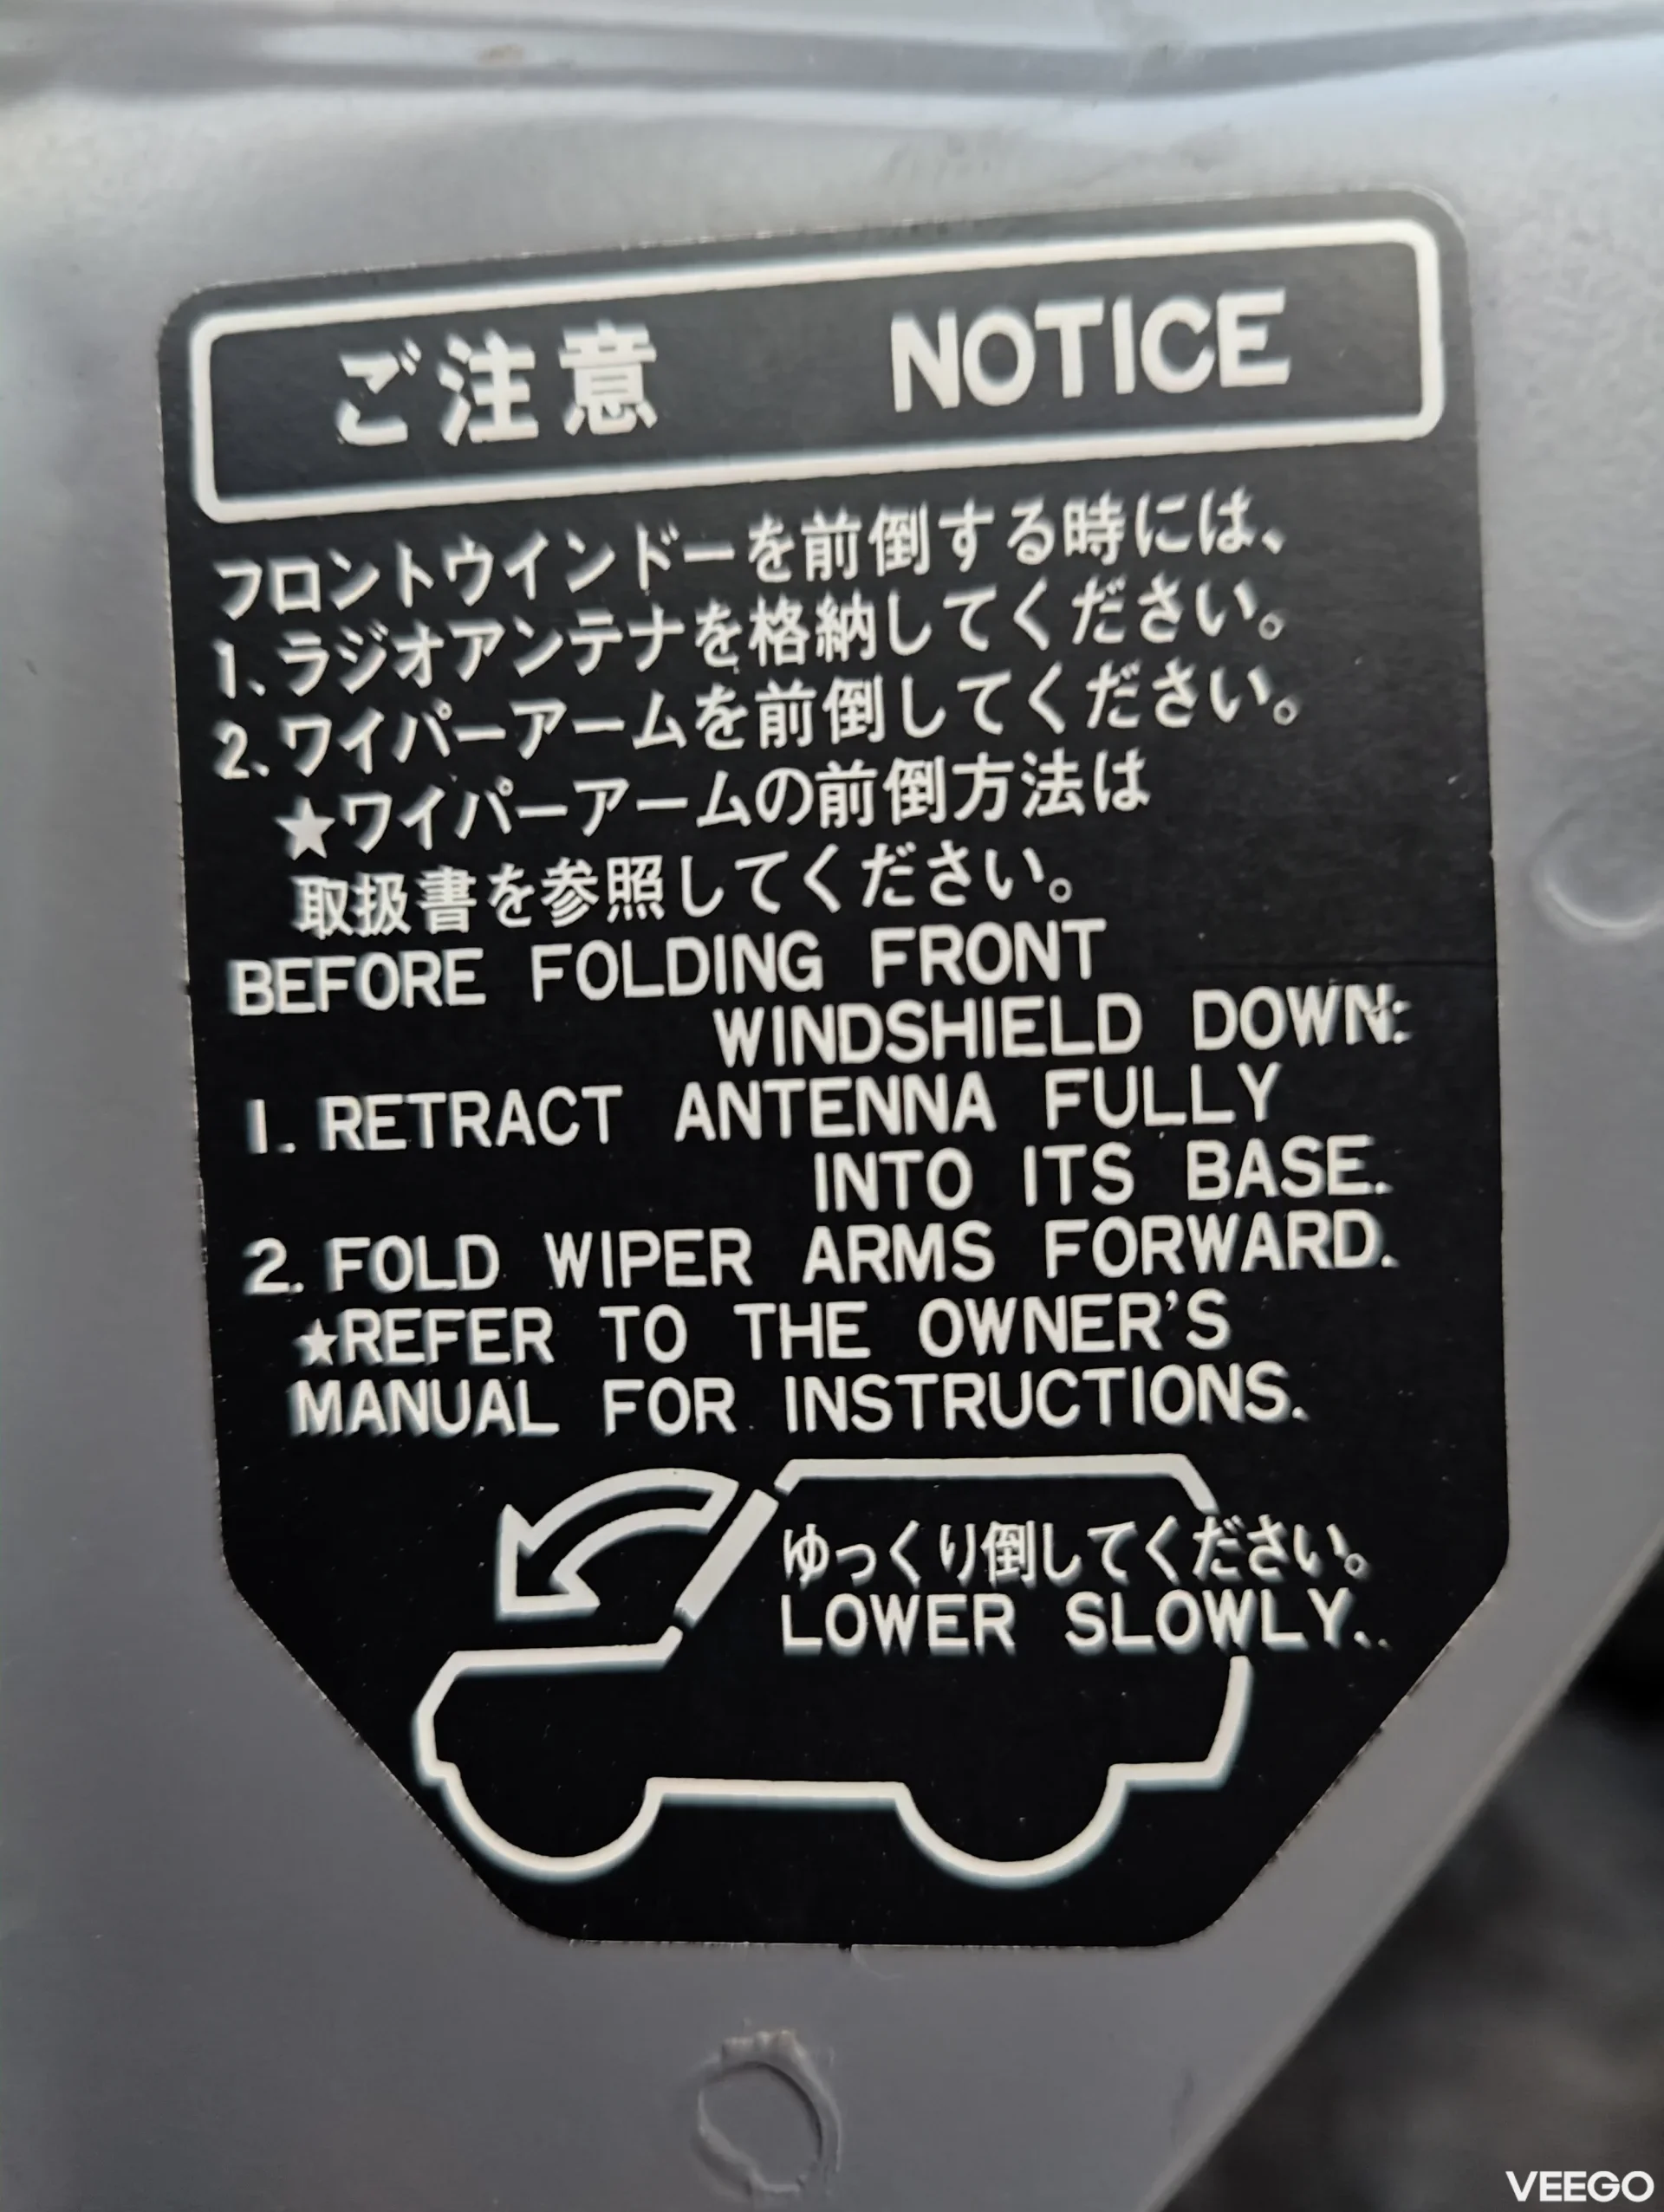 ご注意 NOTICE
フロントウインドーを前倒する時には、
1.ラジオアンテナを格納してください。
2.ワイパーアームを前倒してください。
★ワイパーアームの前倒方法は
取扱書を参照してください。
BEFORE FOLDING FRONT
WINDSHIELD DOWN:
1. RETRACT ANTENNA FULLY
INTO ITS BASE.
2. FOLD WIPER ARMS FORWARD.
★REFER TO THE OWNER'S
MANUAL FOR INSTRUCTIONS.
ゆっくり倒してください。
LOWER SLOWLY.
VEEGO